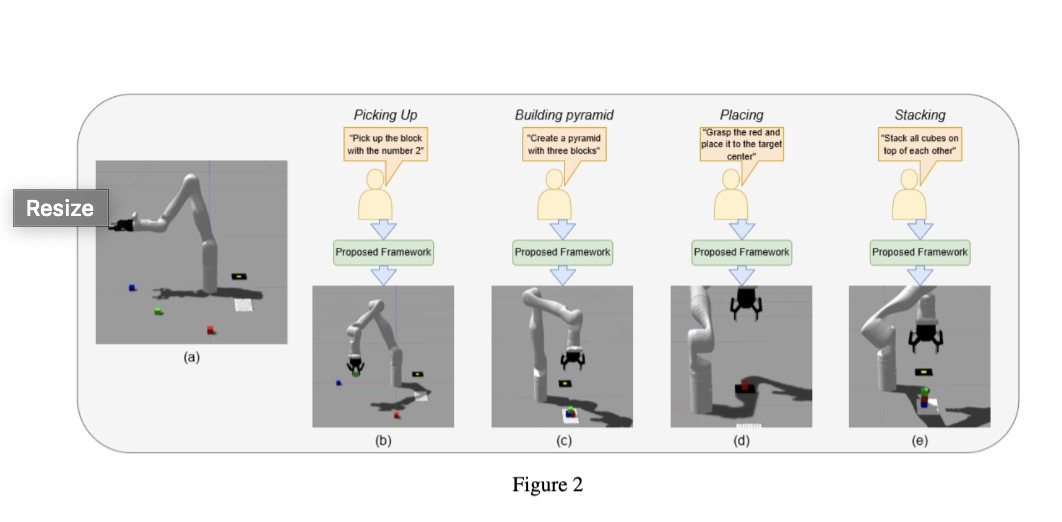 Picking Up
"Pick up the block
with the number 2"
Proposed Framework
(b)
Building pyramid
"Create a pyramid
with three blocks"
Proposed Framework
(c)
Placing
"Grasp the red and
place it to the target
center"
Proposed Framework
(d)
Stacking
"Stack all cubes on
top of each other"
Proposed Framework
(e)
Resize
(a)
Figure 2